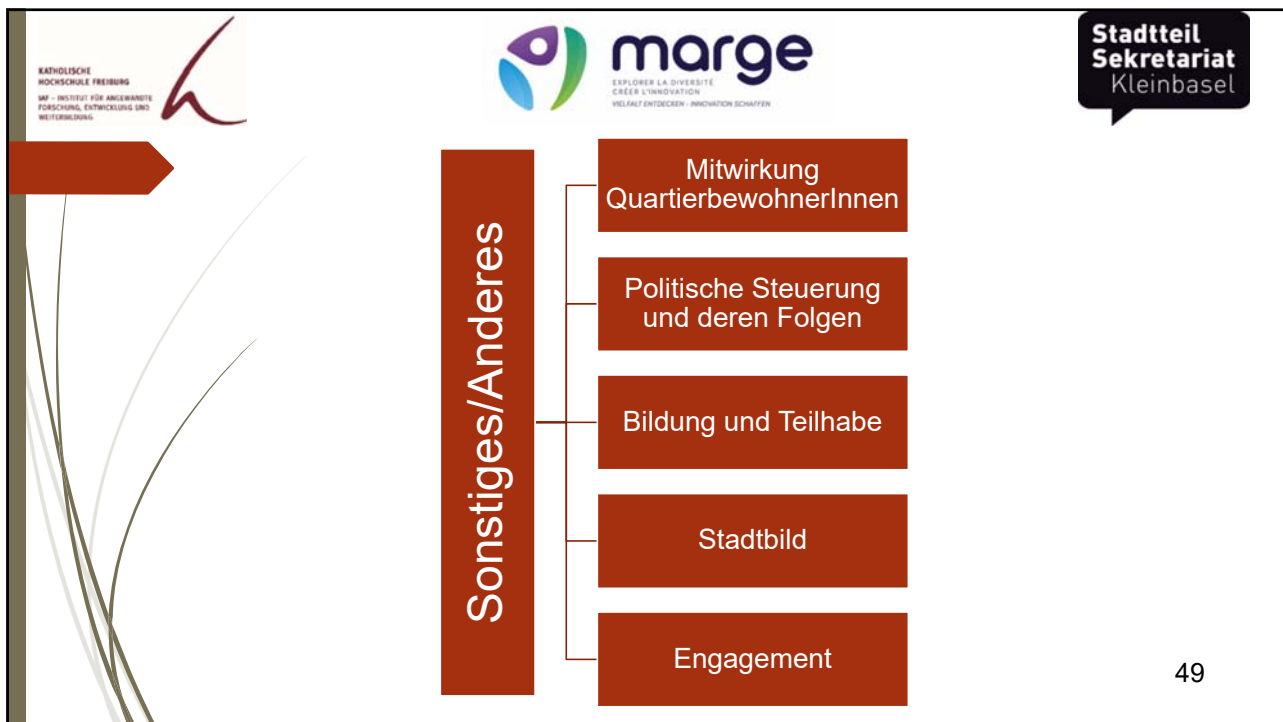 KATHOLISCHE
HOCHSCHULE FREIBURG
IAF – INSTITUT FÜR ANGEWANDTE
FORSCHUNG, ENTWICKLUNG UND
WEITERBILDUNG
marge
EXPLORER LA DIVERSITÉ
CRÉER L'INNOVATION
VIELFALT ENTDECKEN - INNOVATION SCHAFFEN
Stadtteil
Sekretariat
Kleinbasel
Sonstiges/Anderes
Mitwirkung
QuartierbewohnerInnen
Politische Steuerung
und deren Folgen
Bildung und Teilhabe
Stadtbild
Engagement
49